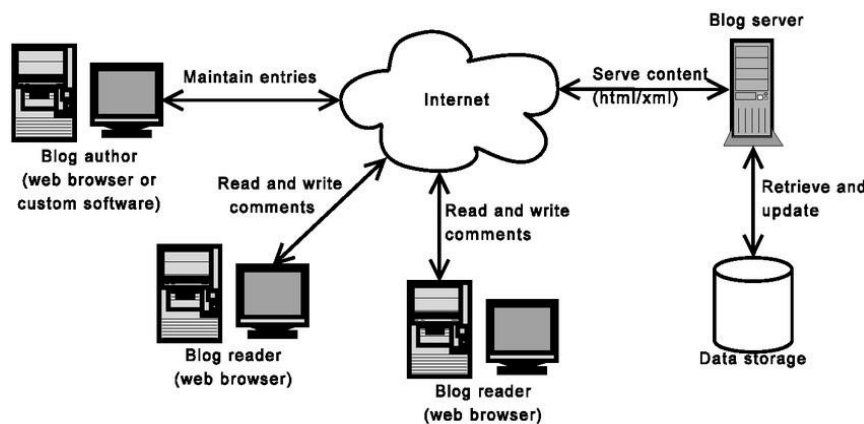 Blog server
Maintain entries
Internet
Serve content
(html/xml)
Blog author
(web browser or
custom software)
Read and write
comments
Read and write
comments
Retrieve and
update
Blog reader
(web browser)
Blog reader
(web browser)
Data storage